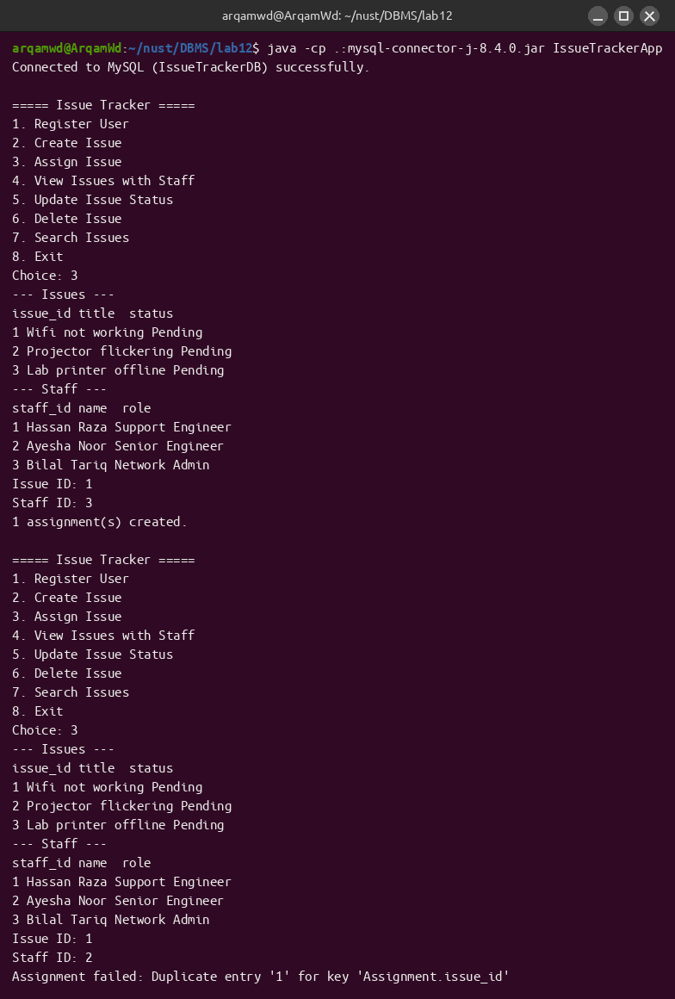 arqamwd@ArqamWd: ~/nust/DBMS/lab12
arqamwd@ArqamWd:~/nust/DBMS/lab12$ java -cp .:mysql-connector-j-8.4.0.jar IssueTrackerApp
Connected to MySQL (IssueTrackerDB) successfully.

===== Issue Tracker =====
1. Register User
2. Create Issue
3. Assign Issue
4. View Issues with Staff
5. Update Issue Status
6. Delete Issue
7. Search Issues
8. Exit
Choice: 3
--- Issues ---
issue_id title  status
1 Wifi not working Pending
2 Projector flickering Pending
3 Lab printer offline Pending
--- Staff ---
staff_id name  role
1 Hassan Raza Support Engineer
2 Ayesha Noor Senior Engineer
3 Bilal Tariq Network Admin
Issue ID: 1
Staff ID: 3
1 assignment(s) created.

===== Issue Tracker =====
1. Register User
2. Create Issue
3. Assign Issue
4. View Issues with Staff
5. Update Issue Status
6. Delete Issue
7. Search Issues
8. Exit
Choice: 3
--- Issues ---
issue_id title  status
1 Wifi not working Pending
2 Projector flickering Pending
3 Lab printer offline Pending
--- Staff ---
staff_id name  role
1 Hassan Raza Support Engineer
2 Ayesha Noor Senior Engineer
3 Bilal Tariq Network Admin
Issue ID: 1
Staff ID: 2
Assignment failed: Duplicate entry '1' for key 'Assignment.issue_id'